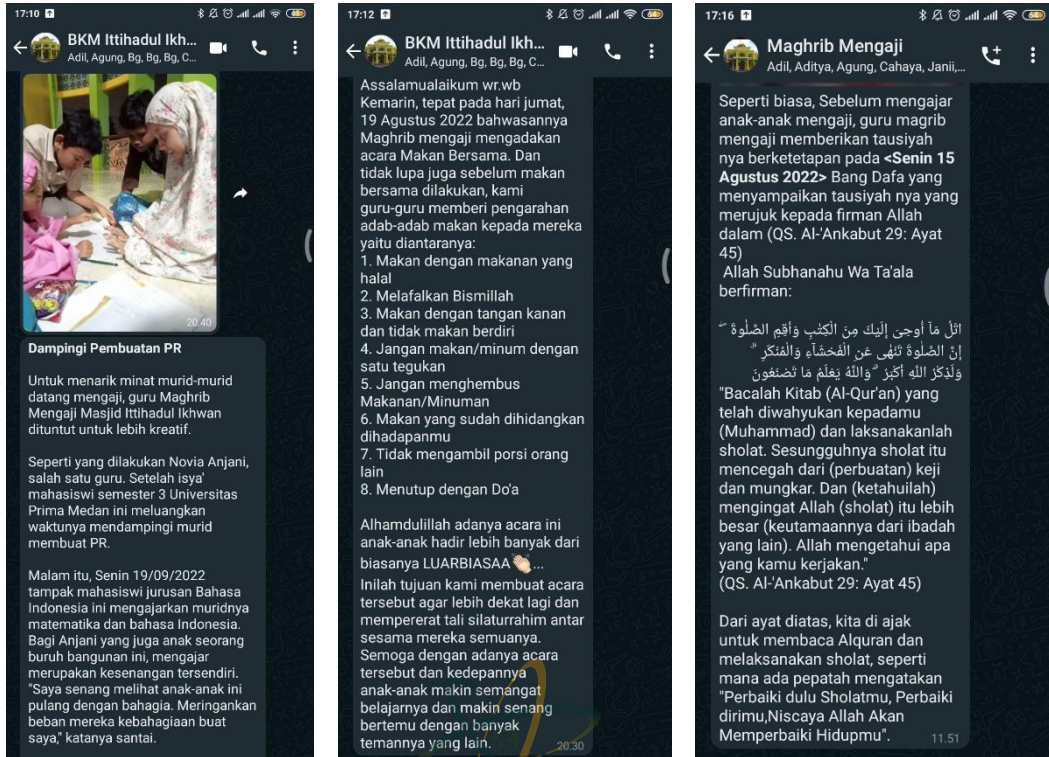 17:10
64
BKM Ittihadul Ikh...
Adil, Agung, Bg, Bg, Bg, C...
20.40
Dampingi Pembuatan PR
Untuk menarik minat murid-murid
datang mengaji, guru Maghrib
Mengaji Masjid Ittihadul Ikhwan
dituntut untuk lebih kreatif.
Seperti yang dilakukan Novia Anjani,
salah satu guru. Setelah isya'
mahasiswi semester 3 Universitas
Prima Medan ini meluangkan
waktunya mendampingi murid
membuat PR.
Malam itu, Senin 19/09/2022
tampak mahasiswi jurusan Bahasa
Indonesia ini mengajarkan muridnya
matematika dan bahasa Indonesia.
Bagi Anjani yang juga anak seorang
buruh bangunan ini, mengajar
merupakan kesenangan tersendiri.
"Saya senang melihat anak-anak ini
pulang dengan bahagia. Meringankan
beban mereka kebahagiaan buat
saya," katanya santai.
17:12
64
BKM Ittihadul Ikh...
Adil, Agung, Bg, Bg, Bg, C...
Assalamualaikum wr.wb
Kemarin, tepat pada hari jumat,
19 Agustus 2022 bahwasannya
Maghrib mengaji mengadakan
acara Makan Bersama. Dan
tidak lupa juga sebelum makan
bersama dilakukan, kami
guru-guru memberi pengarahan
adab-adab makan kepada mereka
yaitu diantaranya:
1. Makan dengan makanan yang
halal
2. Melafalkan Bismillah
3. Makan dengan tangan kanan
dan tidak makan berdiri
4. Jangan makan/minum dengan
satu tegukan
5. Jangan menghembus
Makanan/Minuman
6. Makan yang sudah dihidangkan
dihadapanmu
7. Tidak mengambil porsi orang
lain
8. Menutup dengan Do'a
Alhamdulillah adanya acara ini
anak-anak hadir lebih banyak dari
biasanya LUARBIASAA👏🏻...
Inilah tujuan kami membuat acara
tersebut agar lebih dekat lagi dan
mempererat tali silaturrahim antar
sesama mereka semuanya.
Semoga dengan adanya acara
tersebut dan kedepannya
anak-anak makin semangat
belajarnya dan makin senang
bertemu dengan banyak
temannya yang lain.
20.30
17:16
Maghrib Mengaji
Adil, Aditya, Agung, Cahaya, Janii,...
Seperti biasa, Sebelum mengajar
anak-anak mengaji, guru magrib
mengaji memberikan tausiyah
nya berketetapan pada <Senin 15
Agustus 2022> Bang Dafa yang
menyampaikan tausiyah nya yang
merujuk kepada firman Allah
dalam (QS. Al-'Ankabut 29: Ayat
45)
Allah Subhanahu Wa Ta'ala
berfirman:
اتْلُ مَاۤ اُوحِيَ اِلَيْكَ مِنَ الْكِتٰبِ وَاَقِمِ الصَّلٰوةَ ۗ
اِنَّ الصَّلٰوةَ تَنْهٰى عَنِ الْفَحْشَآءِ وَالْمُنْكَرِ ۗ
وَلَذِكْرُ اللّٰهِ اَكْبَرُ ۗ وَاللّٰهُ يَعْلَمُ مَا تَصْنَعُوْنَ
"Bacalah Kitab (Al-Qur'an) yang
telah diwahyukan kepadamu
(Muhammad) dan laksanakanlah
sholat. Sesungguhnya sholat itu
mencegah dari (perbuatan) keji
dan mungkar. Dan (ketahuilah)
mengingat Allah (sholat) itu lebih
besar (keutamaannya dari ibadah
yang lain). Allah mengetahui apa
yang kamu kerjakan."
(QS. Al-'Ankabut 29: Ayat 45)
Dari ayat diatas, kita di ajak
untuk membaca Alquran dan
melaksanakan sholat, seperti
mana ada pepatah mengatakan
"Perbaiki dulu Sholatmu, Perbaiki
dirimu,Niscaya Allah Akan
Memperbaiki Hidupmu".
11.51